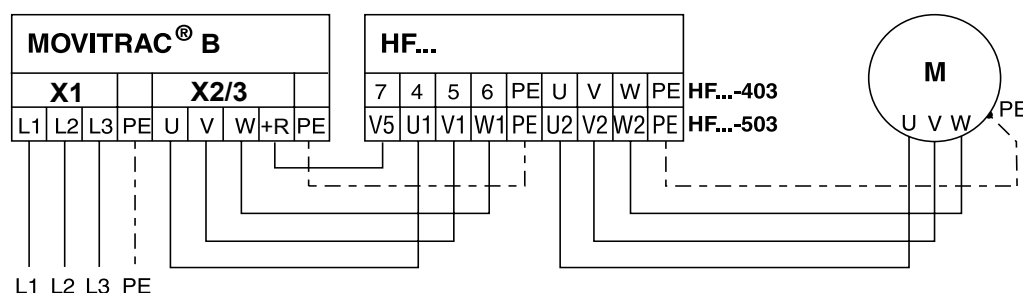 MOVITRAC® B
HF...
M
X1 X2/3
7 4 5 6 PE U V W PE HF...-403
L1 L2 L3 PE U V W +R PE
V5 U1 V1 W1 PE U2 V2 W2 PE HF...-503
U V W PE
L1 L2 L3 PE